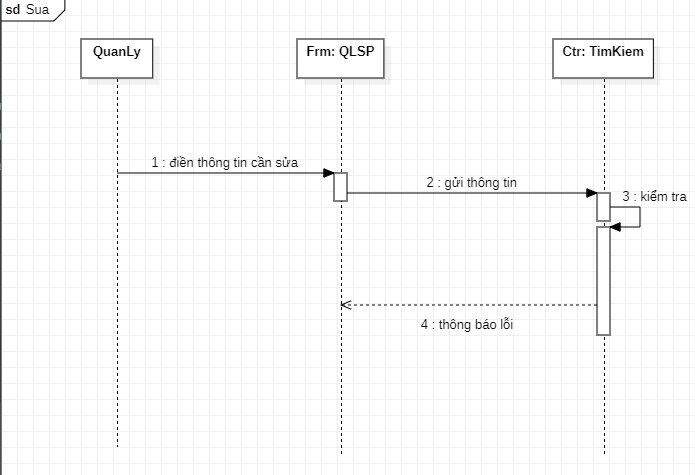 sd Sua
QuanLy
Frm: QLSP
Ctr: TimKiem
1 : điền thông tin cần sửa
2 : gửi thông tin
3 : kiểm tra
4 : thông báo lỗi